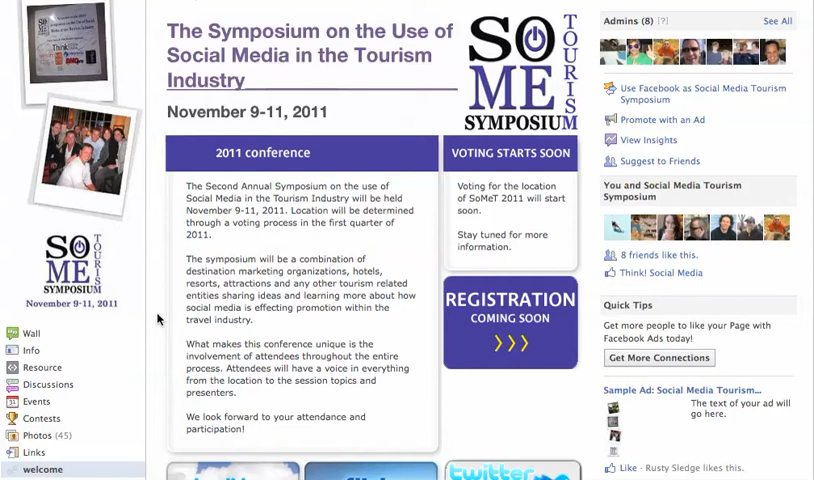 The Symposium on the Use of
Social Media in the Tourism
Industry
November 9-11, 2011
SO
ME
TOURISM
SYMPOSIUM
2011 conference
The Second Annual Symposium on the use of
Social Media in the Tourism Industry will be held
November 9-11, 2011. Location will be determined
through a voting process in the first quarter of
2011.
The symposium will be a combination of
destination marketing organizations, hotels,
resorts, attractions and any other tourism related
entities sharing ideas and learning more about how
social media is effecting promotion within the
travel industry.
What makes this conference unique is the
involvement of attendees throughout the entire
process. Attendees will have a voice in everything
from the location to the session topics and
presenters.
We look forward to your attendance and
participation!
VOTING STARTS SOON
Voting for the location
of SoMeT 2011 will start
soon.
Stay tuned for more
information.
REGISTRATION
COMING SOON
>>>
twitter
SO
ME
TOURISM
SYMPOSIUM
November 9-11, 2011
Wall
Info
Resource
Discussions
Events
Contests
Photos (45)
Links
welcome
Admins (8) [?]
See All
Use Facebook as Social Media Tourism
Symposium
Promote with an Ad
View Insights
Suggest to Friends
You and Social Media Tourism
Symposium
8 friends like this.
Think! Social Media
Quick Tips
Get more people to like your Page with
Facebook Ads today!
Get More Connections
Sample Ad: Social Media Tourism...
The text of your ad will
go here.
Like · Rusty Sledge likes this.